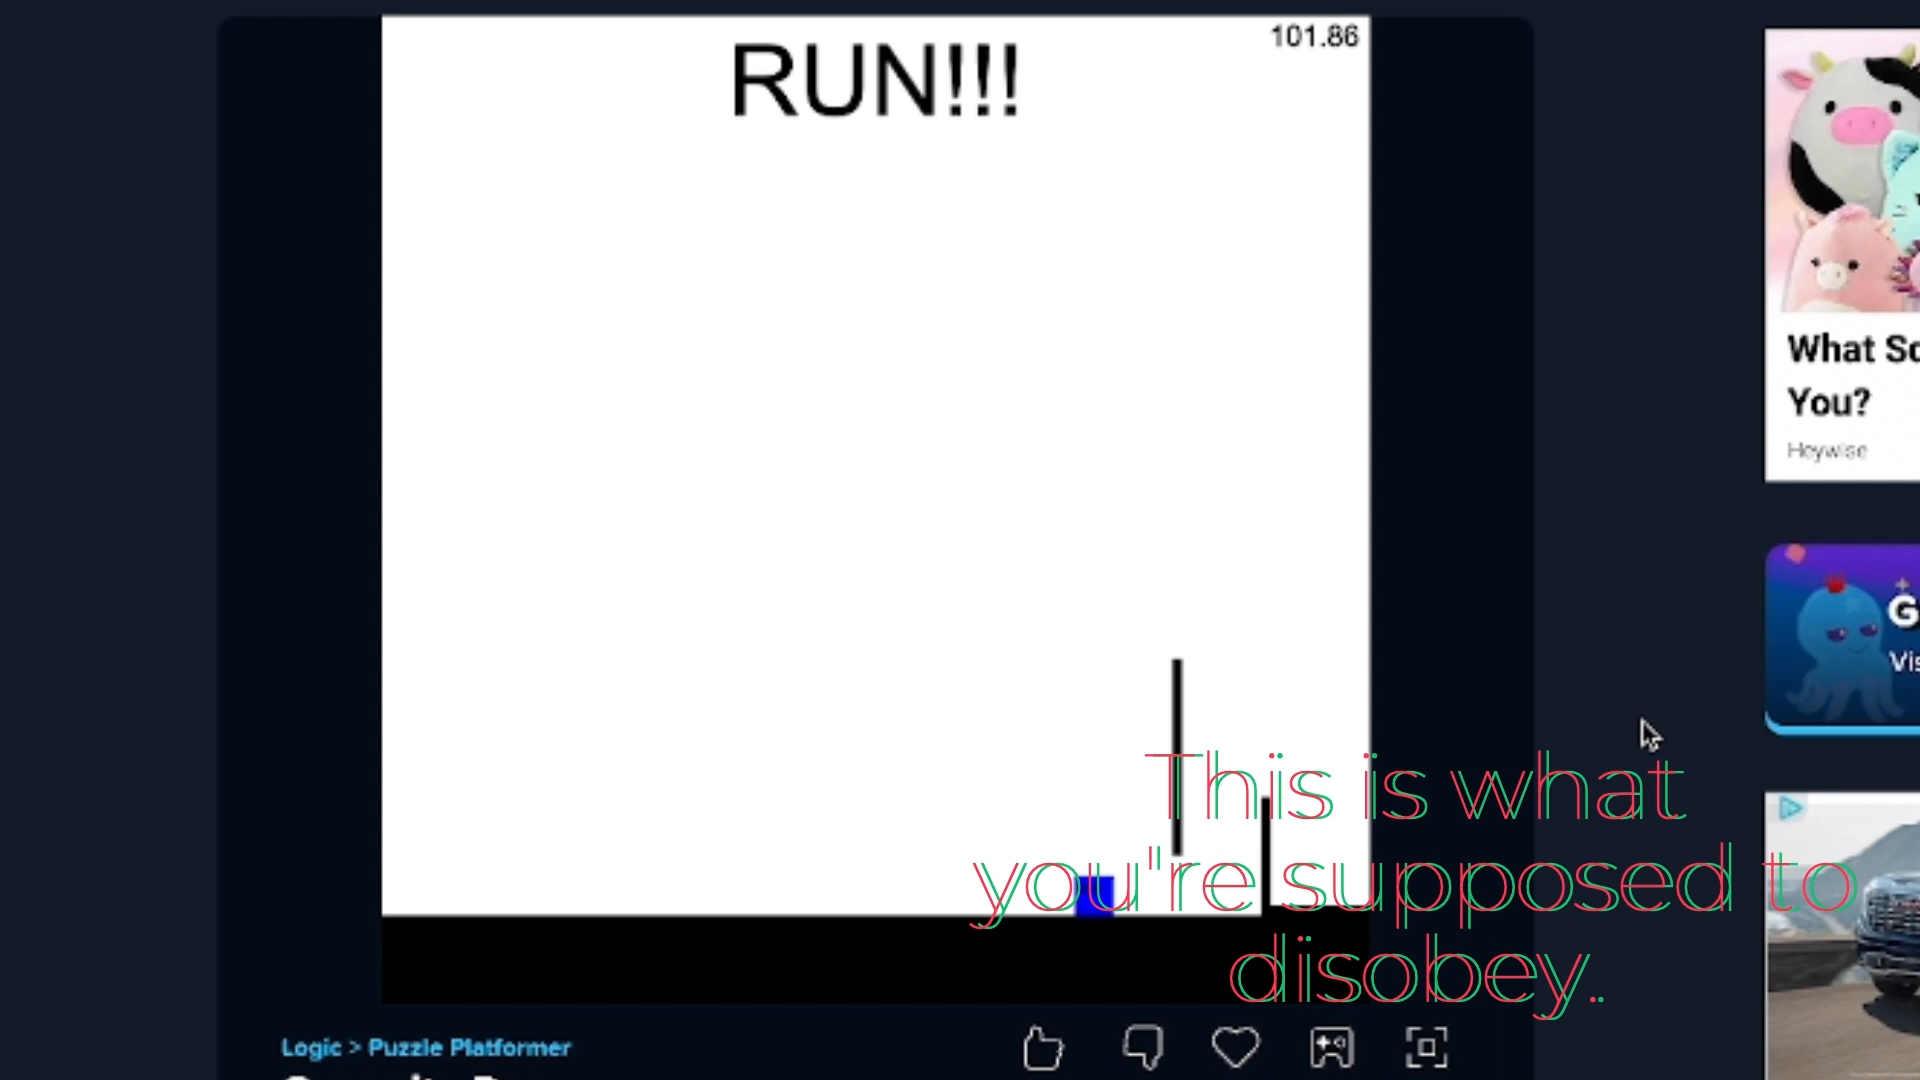 101.86
RUN!!!
What So
You?
Heywise
G
Vis
This is what
you're supposed to
disobey.
Logic > Puzzle Platformer